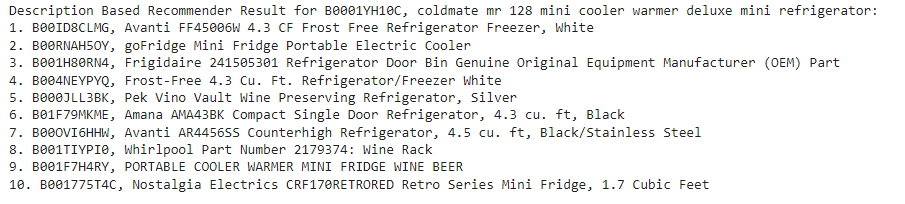 Description Based Recommender Result for B0001YH10C, coldmate mr 128 mini cooler warmer deluxe mini refrigerator:
1. B00ID8CLMG, Avanti FF45006W 4.3 CF Frost Free Refrigerator Freezer, White
2. B00RNAH5OY, goFridge Mini Fridge Portable Electric Cooler
3. B001H80RN4, Frigidaire 241505301 Refrigerator Door Bin Genuine Original Equipment Manufacturer (OEM) Part
4. B004NEYPYQ, Frost-Free 4.3 Cu. Ft. Refrigerator/Freezer White
5. B000JLL3BK, Pek Vino Vault Wine Preserving Refrigerator, Silver
6. B01F79MKME, Amana AMA43BK Compact Single Door Refrigerator, 4.3 cu. ft, Black
7. B00OVI6HHW, Avanti AR4456SS Counterhigh Refrigerator, 4.5 cu. ft, Black/Stainless Steel
8. B001TIYPI0, Whirlpool Part Number 2179374: Wine Rack
9. B001F7H4RY, PORTABLE COOLER WARMER MINI FRIDGE WINE BEER
10. B001775T4C, Nostalgia Electrics CRF170RETRORED Retro Series Mini Fridge, 1.7 Cubic Feet